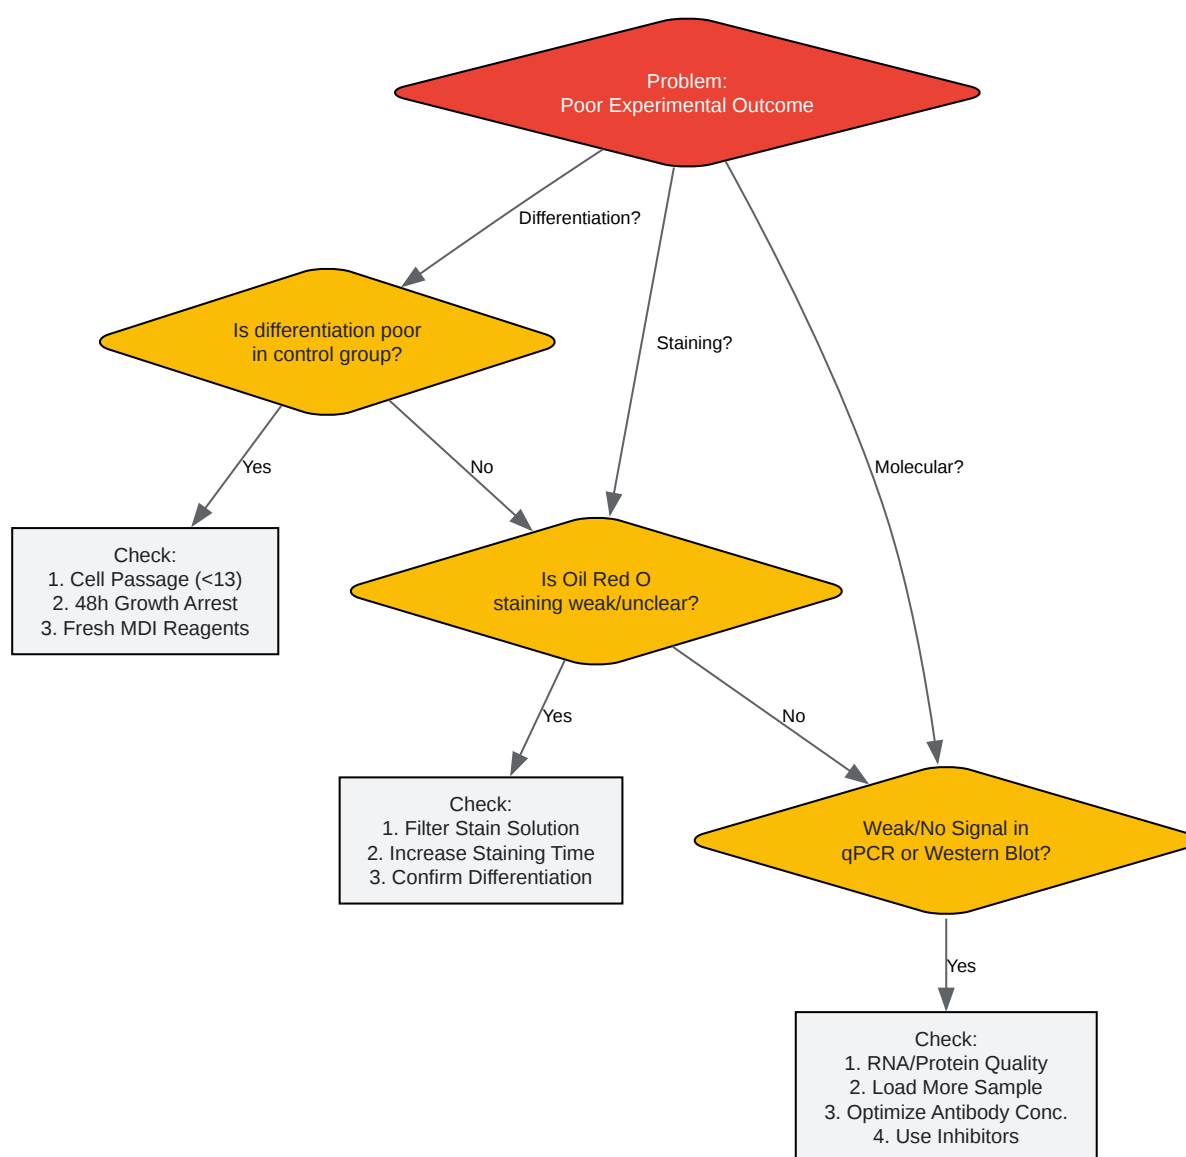 Problem:
Poor Experimental Outcome
Differentiation?
Is differentiation poor
in control group?
Staining?
Molecular?
Yes
No
Check:
1. Cell Passage (<13)
2. 48h Growth Arrest
3. Fresh MDI Reagents
Is Oil Red O
staining weak/unclear?
Yes
No
Check:
1. Filter Stain Solution
2. Increase Staining Time
3. Confirm Differentiation
Weak/No Signal in
qPCR or Western Blot?
Yes
Check:
1. RNA/Protein Quality
2. Load More Sample
3. Optimize Antibody Conc.
4. Use Inhibitors